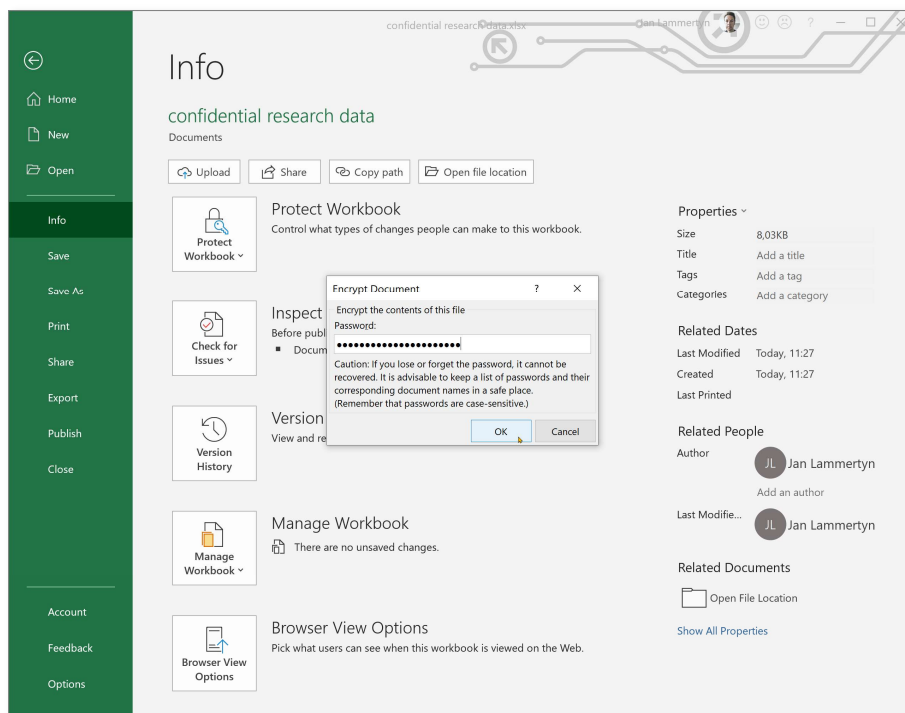 confidential research data.xlsx
Jan Lammertyn
?
Info
Home
New
Open
Info
Save
Save As
Print
Share
Export
Publish
Close
Account
Feedback
Options
confidential research data
Documents
Upload
Share
Copy path
Open file location
Protect
Workbook
Protect Workbook
Control what types of changes people can make to this workbook.
Check for
Issues
Inspect
Before publ
Docum
Encrypt Document
?
Encrypt the contents of this file
Password:
Caution: If you lose or forget the password, it cannot be
recovered. It is advisable to keep a list of passwords and their
corresponding document names in a safe place.
(Remember that passwords are case-sensitive.)
OK
Cancel
Version
History
Version
View and re
Manage
Workbook
Manage Workbook
There are no unsaved changes.
Browser View
Options
Browser View Options
Pick what users can see when this workbook is viewed on the Web.
Properties
Size 8,03KB
Title Add a title
Tags Add a tag
Categories Add a category
Related Dates
Last Modified Today, 11:27
Created Today, 11:27
Last Printed
Related People
Author JL Jan Lammertyn
Add an author
Last Modifie... JL Jan Lammertyn
Related Documents
Open File Location
Show All Properties